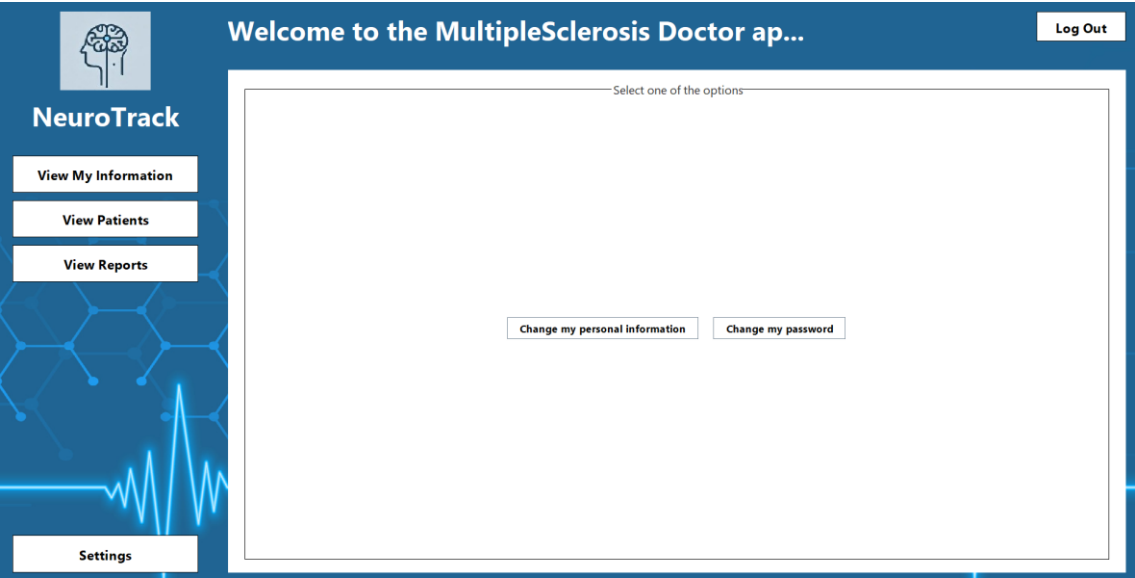 Welcome to the MultipleSclerosis Doctor ap...
Log Out
NeuroTrack
View My Information
View Patients
View Reports
Settings
Select one of the options
Change my personal information
Change my password